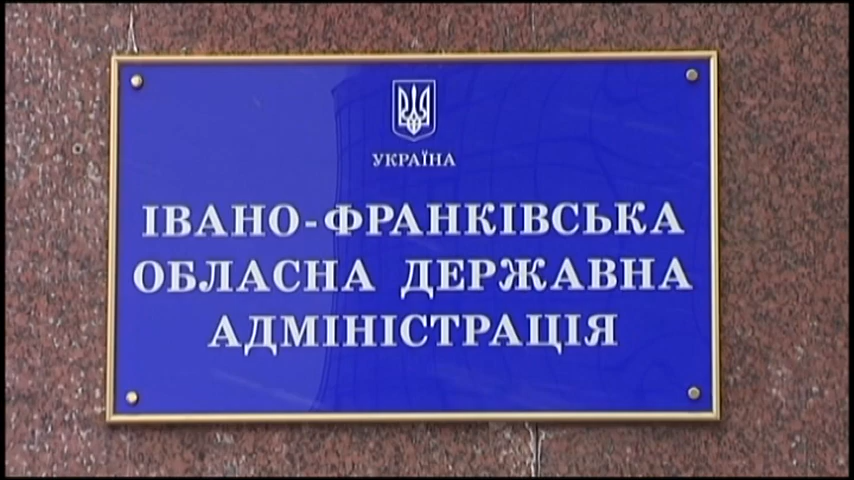 УКРАЇНА
ІВАНО-ФРАНКІВСЬКА
ОБЛАСНА ДЕРЖАВНА
АДМІНІСТРАЦІЯ